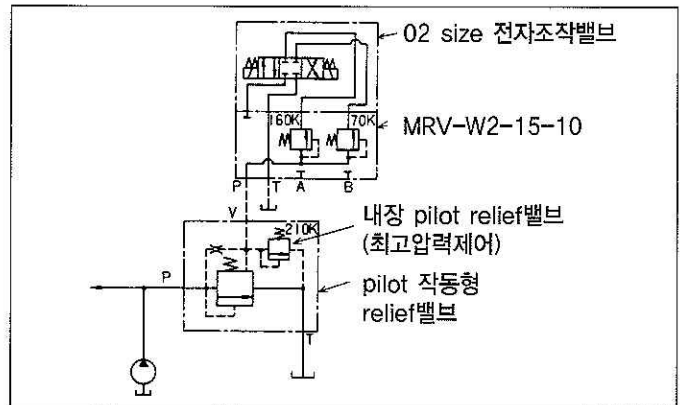 02 size 전자조작밸브
160K 70K
MRV-W2-15-10
P T A B
V
210K
내장 pilot relief밸브
(최고압력제어)
P
pilot 작동형
relief밸브
T